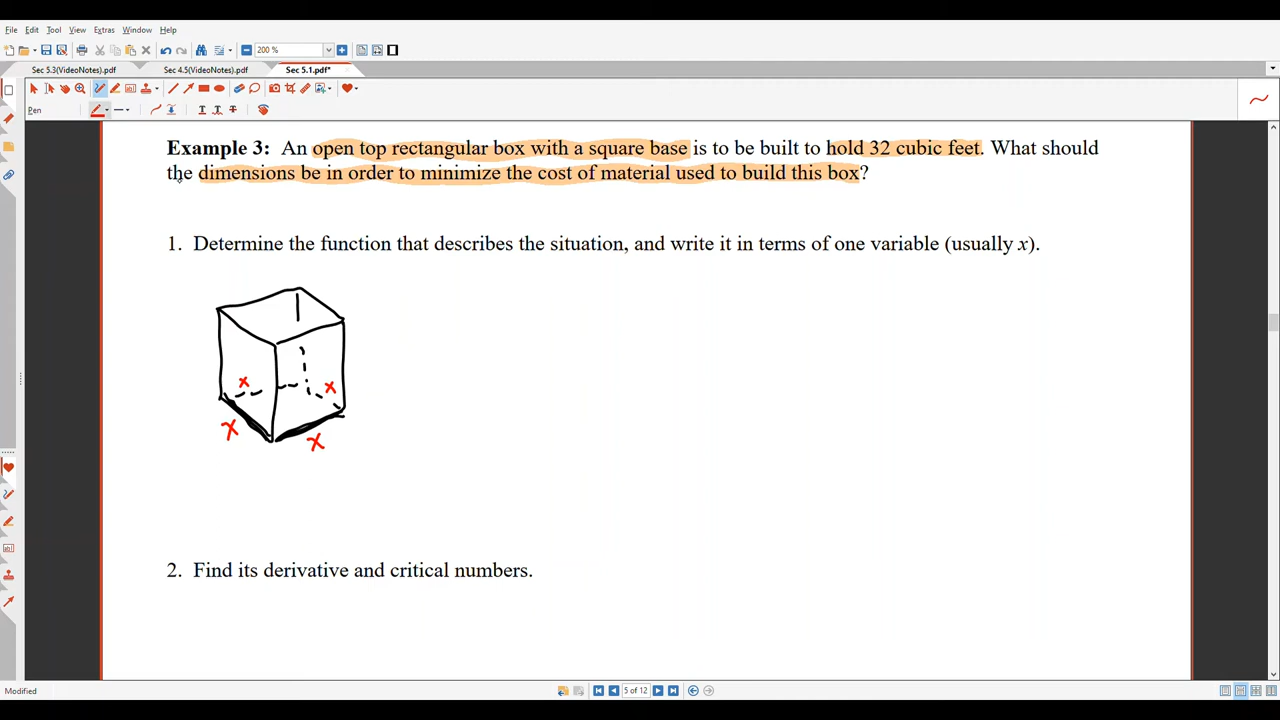 File Edit Tool View Extras Window Help
200 %
Sec 5.3(VideoNotes).pdf Sec 4.5(VideoNotes).pdf Sec 5.1.pdf*
Pen
Example 3: An open top rectangular box with a square base is to be built to hold 32 cubic feet. What should
the dimensions be in order to minimize the cost of material used to build this box?
1. Determine the function that describes the situation, and write it in terms of one variable (usually x).
x x
x x
2. Find its derivative and critical numbers.
Modified 5 of 12